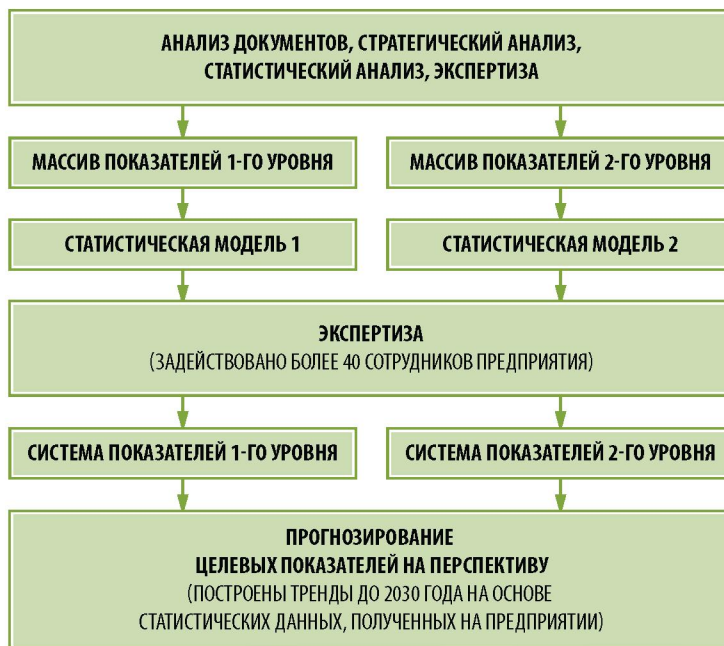 АНАЛИЗ ДОКУМЕНТОВ, СТРАТЕГИЧЕСКИЙ АНАЛИЗ,
СТАТИСТИЧЕСКИЙ АНАЛИЗ, ЭКСПЕРТИЗА
МАССИВ ПОКАЗАТЕЛЕЙ 1-ГО УРОВНЯ
МАССИВ ПОКАЗАТЕЛЕЙ 2-ГО УРОВНЯ
СТАТИСТИЧЕСКАЯ МОДЕЛЬ 1
СТАТИСТИЧЕСКАЯ МОДЕЛЬ 2
ЭКСПЕРТИЗА
(ЗАДЕЙСТВОВАНО БОЛЕЕ 40 СОТРУДНИКОВ ПРЕДПРИЯТИЯ)
СИСТЕМА ПОКАЗАТЕЛЕЙ 1-ГО УРОВНЯ
СИСТЕМА ПОКАЗАТЕЛЕЙ 2-ГО УРОВНЯ
ПРОГНОЗИРОВАНИЕ
ЦЕЛЕВЫХ ПОКАЗАТЕЛЕЙ НА ПЕРСПЕКТИВУ
(ПОСТРОЕНЫ ТРЕНДЫ ДО 2030 ГОДА НА ОСНОВЕ
СТАТИСТИЧЕСКИХ ДАННЫХ, ПОЛУЧЕННЫХ НА ПРЕДПРИЯТИИ)